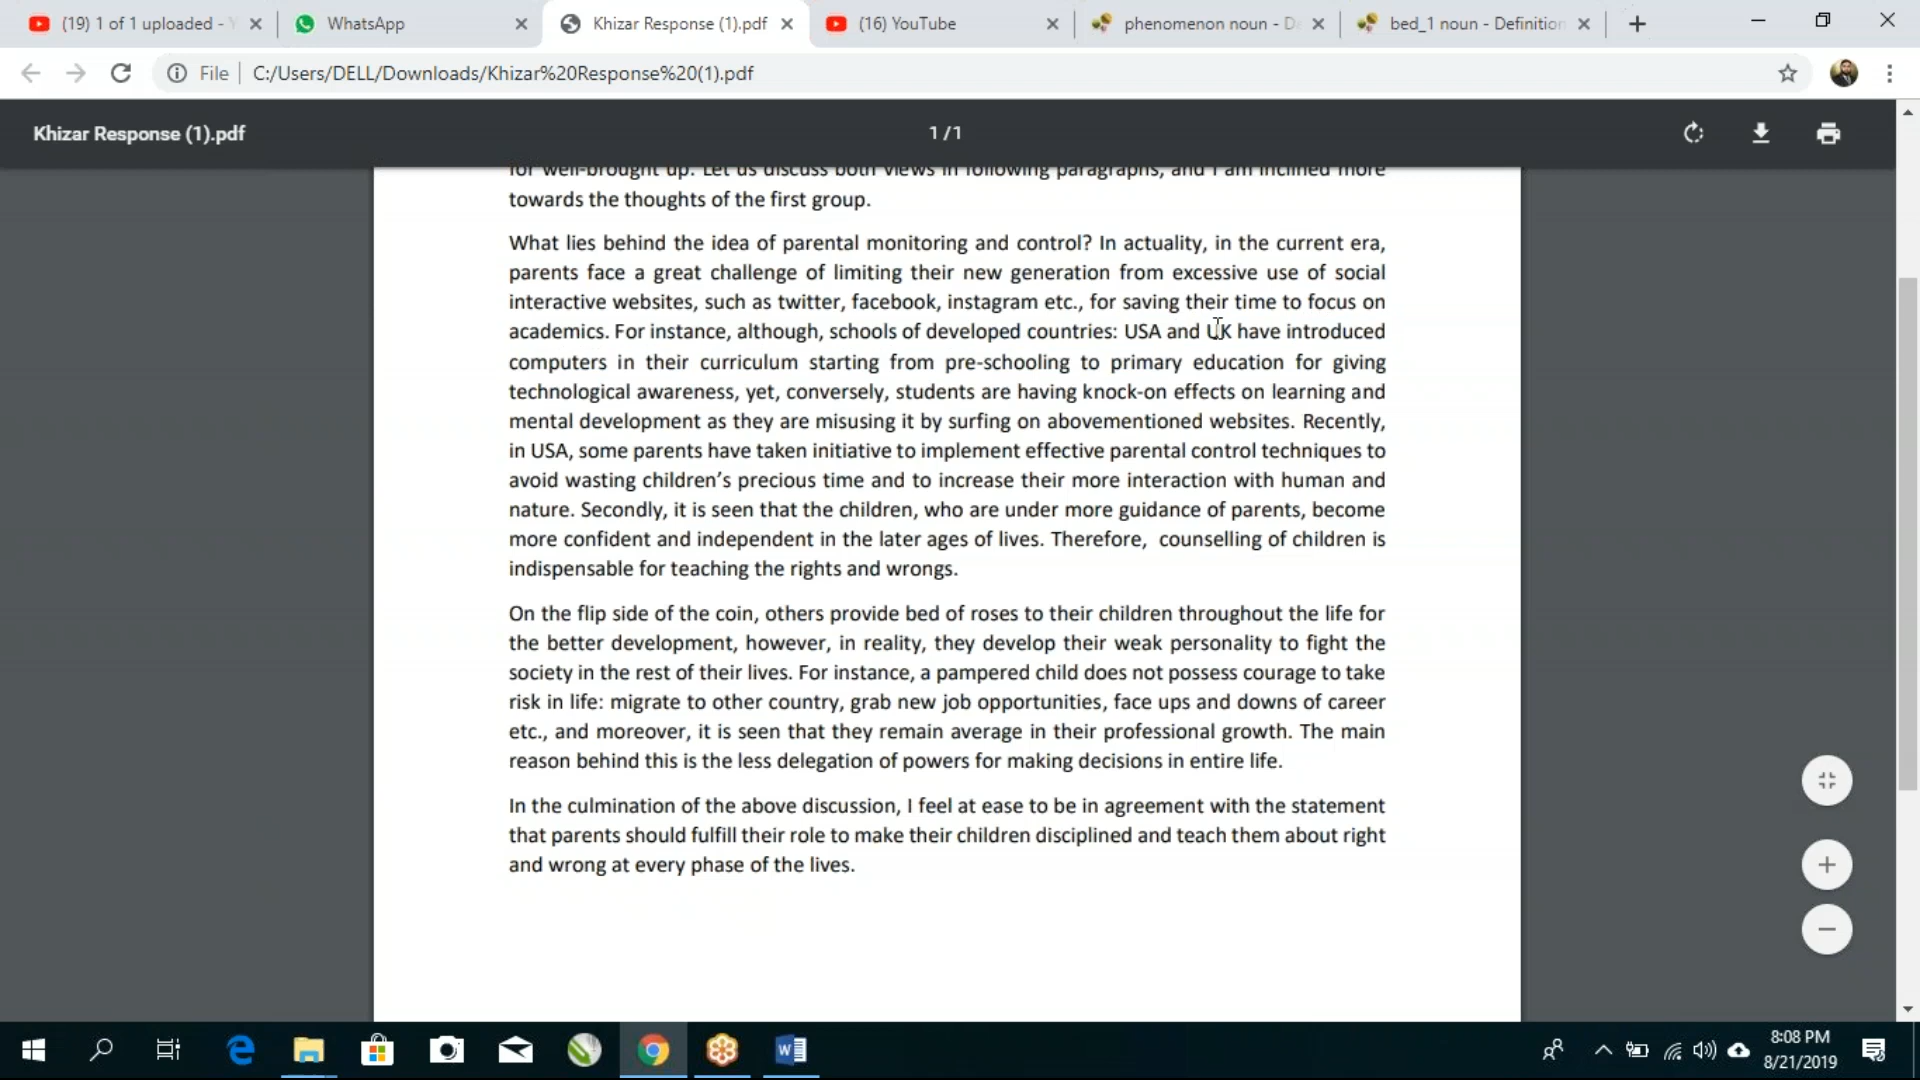 (19) 1 of 1 uploaded - Y
WhatsApp
Khizar Response (1).pdf
(16) YouTube
phenomenon noun - D
bed_1 noun - Definition
File
C:/Users/DELL/Downloads/Khizar%20Response%20(1).pdf
Khizar Response (1).pdf
1 / 1
for well-brought up. Let us discuss both views in following paragraphs, and I am inclined more
towards the thoughts of the first group.
What lies behind the idea of parental monitoring and control? In actuality, in the current era,
parents face a great challenge of limiting their new generation from excessive use of social
interactive websites, such as twitter, facebook, instagram etc., for saving their time to focus on
academics. For instance, although, schools of developed countries: USA and UK have introduced
computers in their curriculum starting from pre-schooling to primary education for giving
technological awareness, yet, conversely, students are having knock-on effects on learning and
mental development as they are misusing it by surfing on abovementioned websites. Recently,
in USA, some parents have taken initiative to implement effective parental control techniques to
avoid wasting children’s precious time and to increase their more interaction with human and
nature. Secondly, it is seen that the children, who are under more guidance of parents, become
more confident and independent in the later ages of lives. Therefore,  counselling of children is
indispensable for teaching the rights and wrongs.
On the flip side of the coin, others provide bed of roses to their children throughout the life for
the better development, however, in reality, they develop their weak personality to fight the
society in the rest of their lives. For instance, a pampered child does not possess courage to take
risk in life: migrate to other country, grab new job opportunities, face ups and downs of career
etc., and moreover, it is seen that they remain average in their professional growth. The main
reason behind this is the less delegation of powers for making decisions in entire life.
In the culmination of the above discussion, I feel at ease to be in agreement with the statement
that parents should fulfill their role to make their children disciplined and teach them about right
and wrong at every phase of the lives.
8:08 PM
8/21/2019